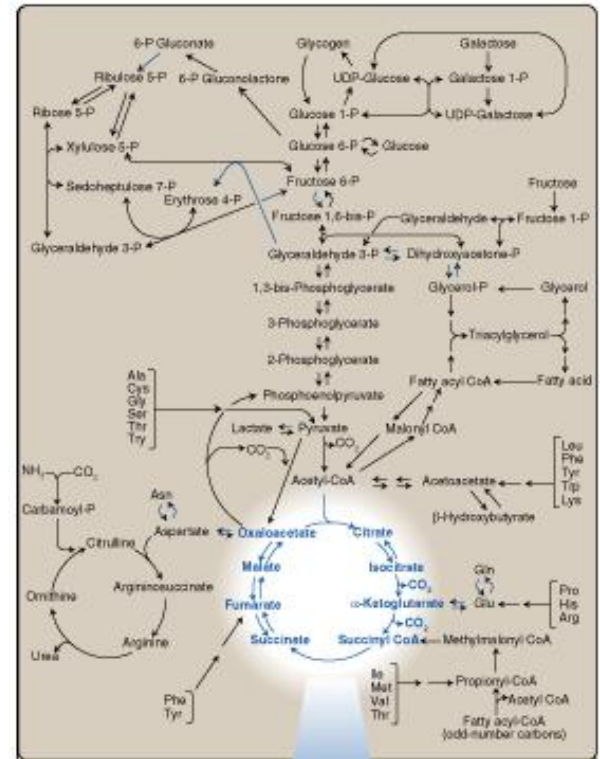 6-P Gluconate
Glycogen
Galactose
Ribulose 5-P
6-P Gluconolactone
UDP-Glucose
Galactose 1-P
Ribose 5-P
Glucose 1-P
UDP-Galactose
Xylulose 5-P
Glucose 6-P
Glucose
Sedoheptulose 7-P
Fructose 6-P
Fructose
Erythrose 4-P
Fructose 1,6-bis-P
Glyceraldehyde
Fructose 1-P
Glyceraldehyde 3-P
Glyceraldehyde 3-P
Dihydroxyacetone-P
1,3-bis-Phosphoglycerate
Glycerol-P
Glycerol
3-Phosphoglycerate
Triacylglycerol
2-Phosphoglycerate
Ala
Cys
Gly
Ser
Thr
Try
Fatty acyl CoA
Fatty acid
Phosphoenolpyruvate
Lactate
Pyruvate
Malonyl CoA
CO2
CO2
Leu
Phe
Tyr
Trp
Lys
NH3
CO2
Acetyl-CoA
Acetoacetate
Asn
Carbamoyl-P
β-Hydroxybutyrate
Aspartate
Oxaloacetate
Citrate
Citrulline
Malate
Isocitrate
Gln
CO2
Argininosuccinate
Ornithine
Fumarate
α-Ketoglutarate
Glu
Pro
His
Arg
CO2
Arginine
Succinate
Succinyl CoA
Methylmalonyl CoA
Urea
Ile
Met
Val
Thr
Propionyl-CoA
Phe
Tyr
Acetyl CoA
Fatty acyl-CoA
(odd-number carbons)